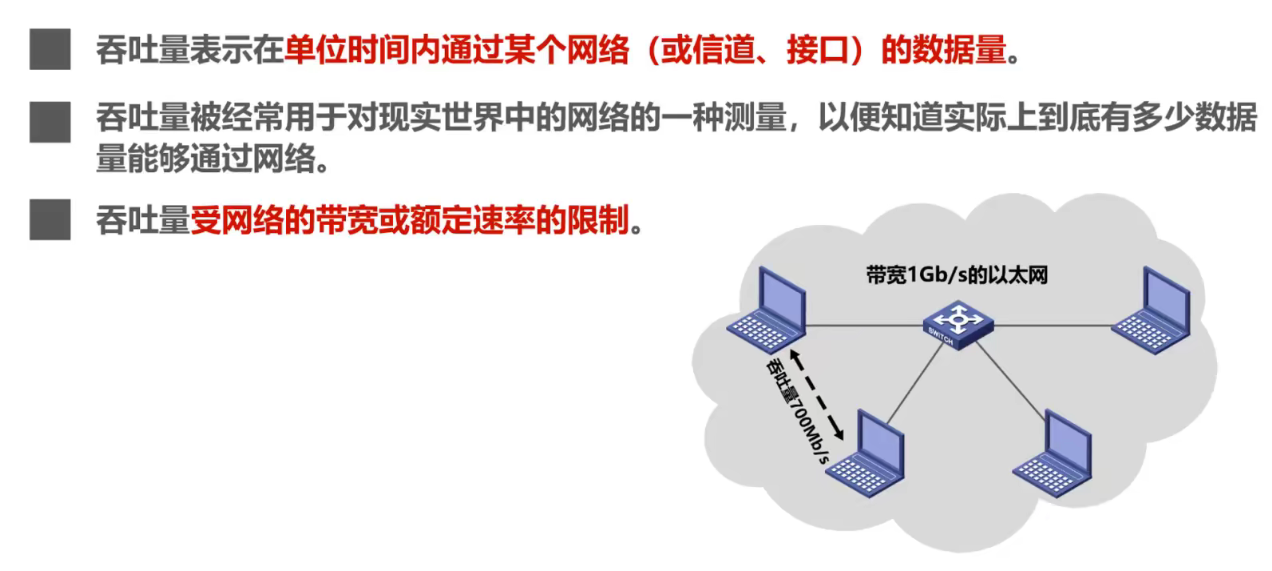 吞吐量表示在单位时间内通过某个网络（或信道、接口）的数据量。
吞吐量被经常用于对现实世界中的网络的一种测量，以便知道实际上到底有多少数据
量能够通过网络。
吞吐量受网络的带宽或额定速率的限制。
带宽1Gb/s的以太网
SWITCH
吞吐量700Mb/s